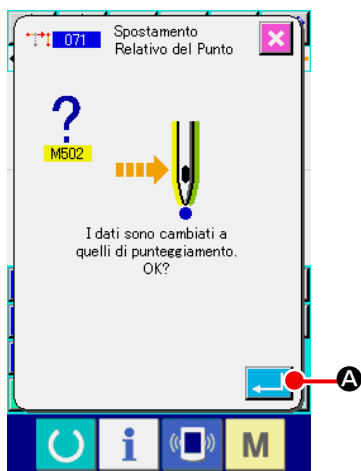 071 Spostamento
Relativo del Punto
?
M502
I dati sono cambiati a
quelli di punteggiamento.
OK?
A
i
M